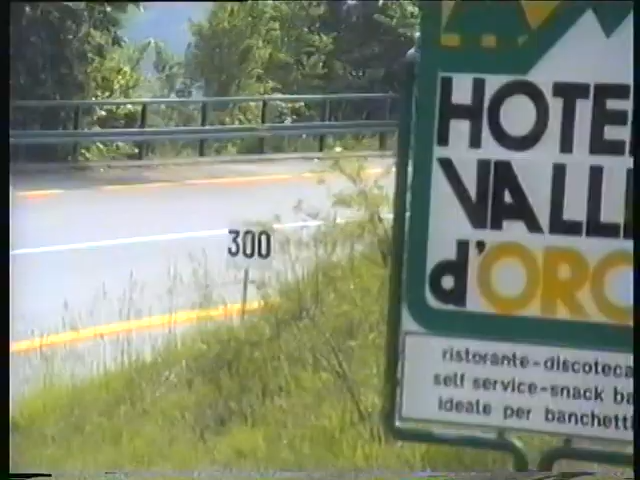 300
HOTE
VALL
d'ORO
ristorante-discoteca
self service-snack ba
ideale per banchetti